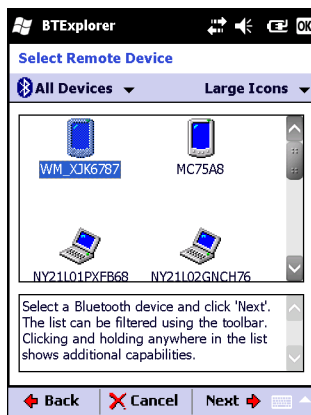 BTExplorer
OK
Select Remote Device
All Devices
Large Icons
WM_XJK6787
MC75A8
NY21L01PXFB68
NY21L02GNCH76
Select a Bluetooth device and click 'Next'.
The list can be filtered using the toolbar.
Clicking and holding anywhere in the list
shows additional capabilities.
Back
Cancel
Next